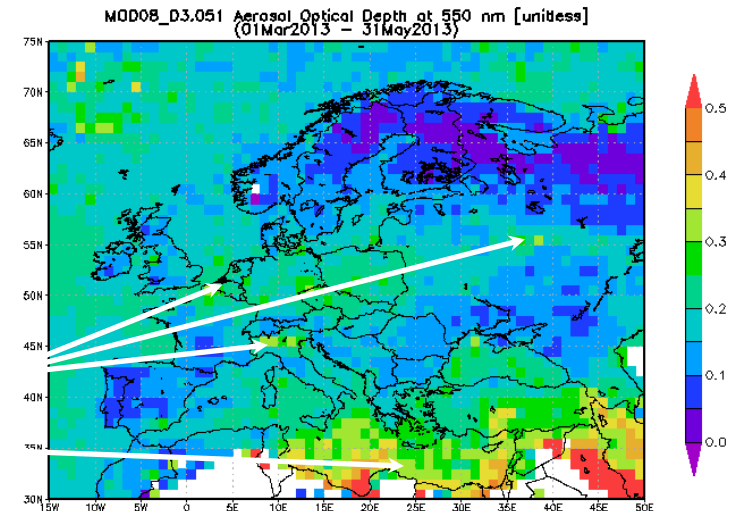 MOD08_D3.051 Aerosol Optical Depth at 550 nm [unitless]
(01Mar2013 – 31May2013)
75N
70N
65N
60N
55N
50N
45N
40N
35N
30N
15W 10W 5W 0 5E 10E 15E 20E 25E 30E 35E 40E 45E 50E
0.5
0.4
0.3
0.2
0.1
0.0